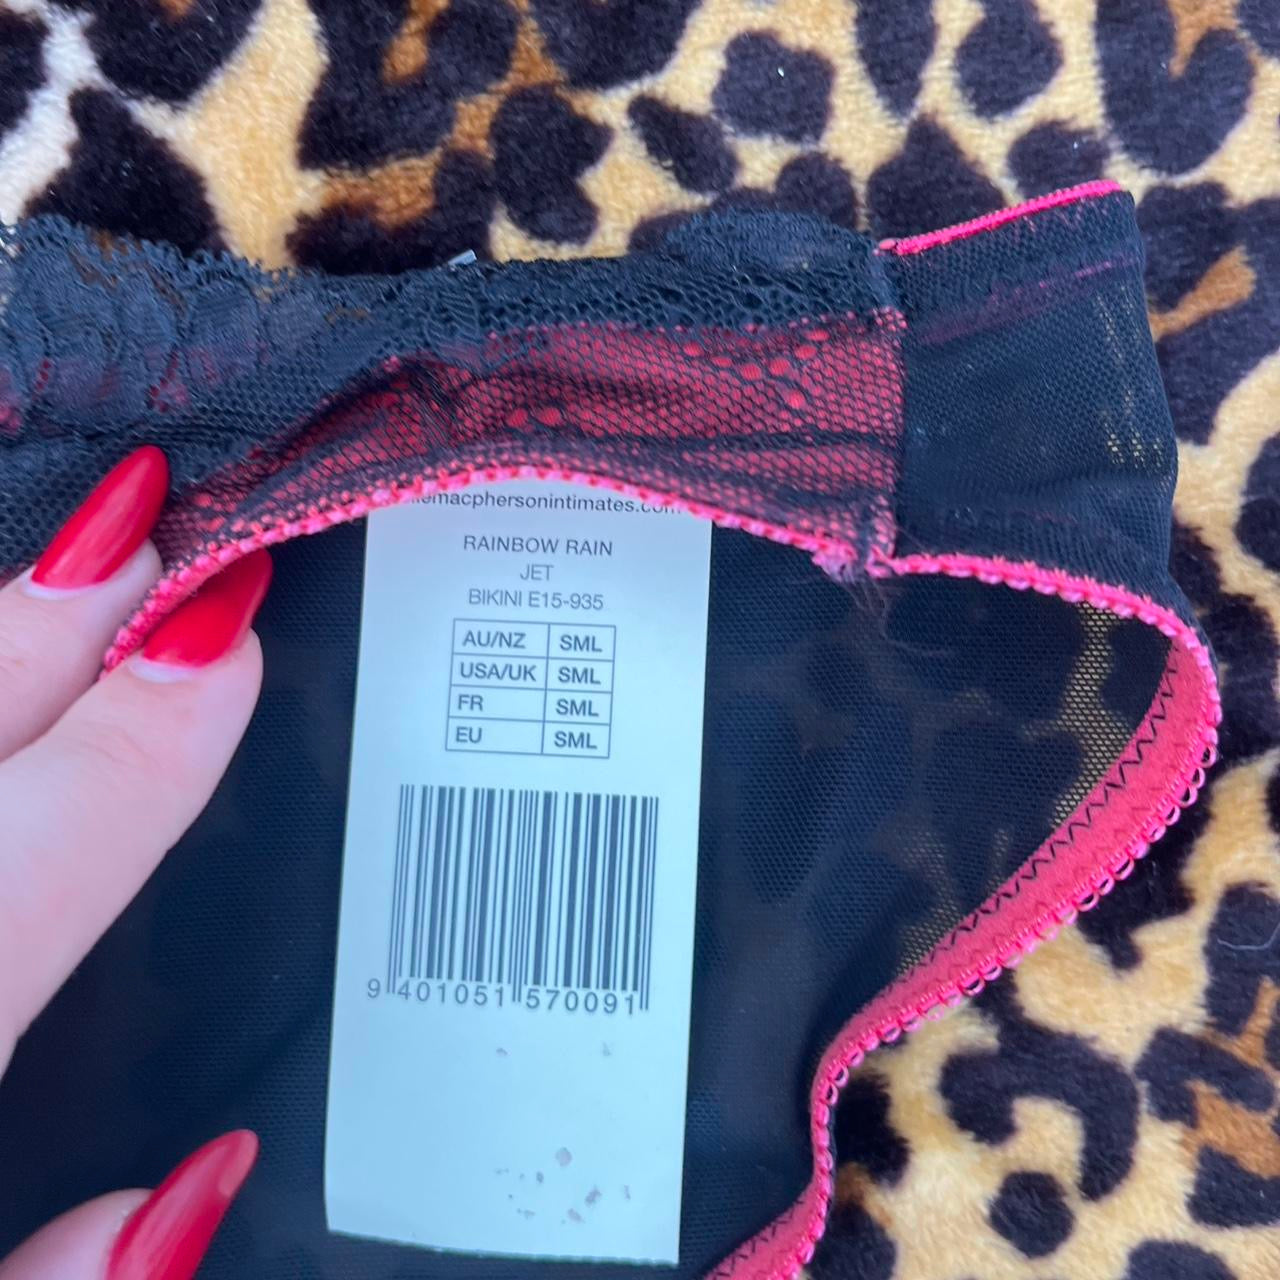 llemacphersonintimates.com
RAINBOW RAIN
JET
BIKINI E15-935
AU/NZ SML
USA/UK SML
FR SML
EU SML
9 401051 570091